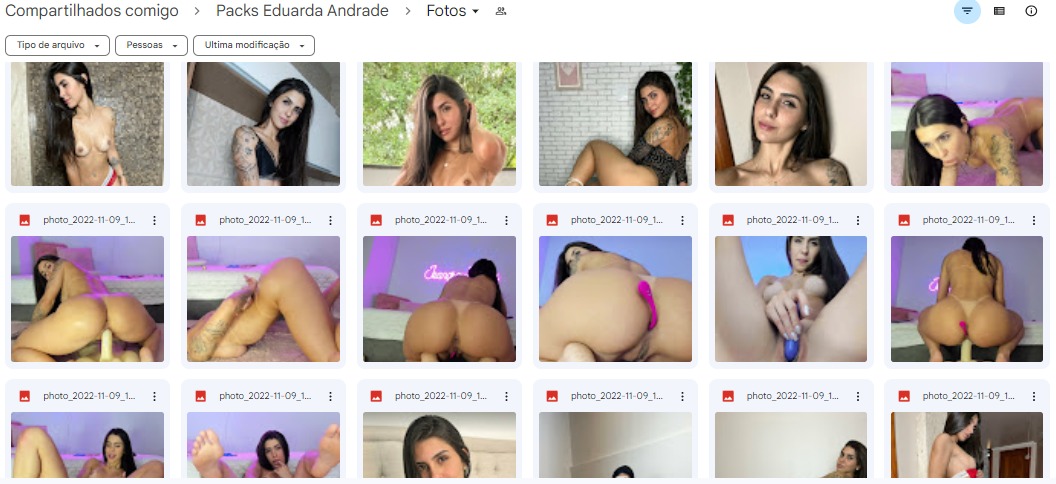 Compartilhados comigo > Packs Eduarda Andrade > Fotos
Tipo de arquivo Pessoas Última modificação
photo_2022-11-09_1... photo_2022-11-09_1... photo_2022-11-09_1... photo_2022-11-09_1... photo_2022-11-09_1... photo_2022-11-09_1...
photo_2022-11-09_1... photo_2022-11-09_1... photo_2022-11-09_1... photo_2022-11-09_1... photo_2022-11-09_1... photo_2022-11-09_1...